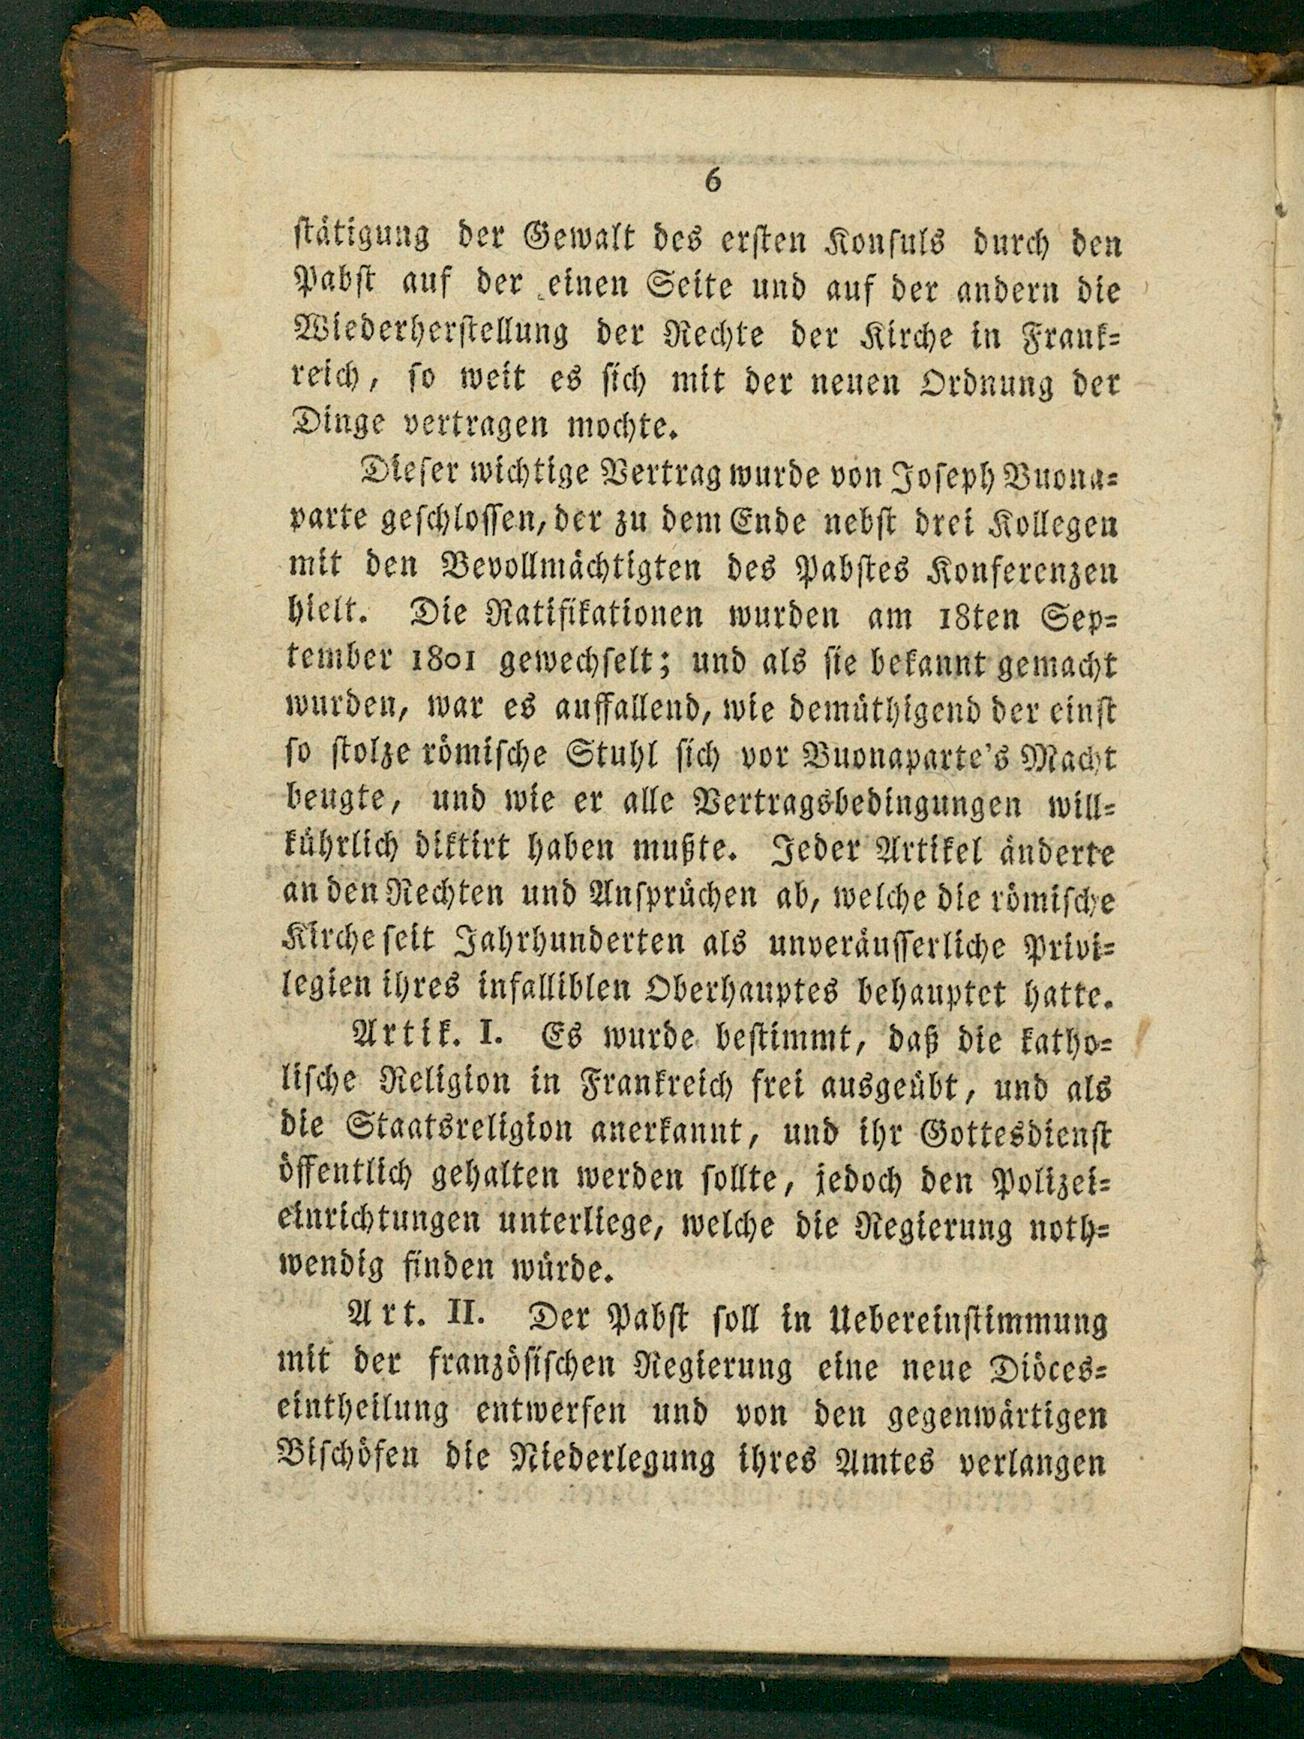 6
stätigung der Gewalt des ersten Konsuls durch den
Pabst auf der einen Seite und auf der andern die
Wiederherstellung der Rechte der Kirche in Frank=
reich, so weit es sich mit der neuen Ordnung der
Dinge vertragen mochte.
Dieser wichtige Vertrag wurde von Joseph Buona=
parte geschlossen, der zu dem Ende nebst drei Kollegen
mit den Bevollmächtigten des Pabstes Konferenzen
hielt. Die Ratifikationen wurden am 18ten Sep=
tember 1801 gewechselt; und als sie bekannt gemacht
wurden, war es auffallend, wie demüthigend der einst
so stolze römische Stuhl sich vor Buonaparte's Macht
beugte, und wie er alle Vertragsbedingungen will=
kührlich diktirt haben mußte. Jeder Artikel änderte
an den Rechten und Ansprüchen ab, welche die römische
Kirche seit Jahrhunderten als unveräusserliche Privi=
legien ihres infalliblen Oberhauptes behauptet hatte.
Artik. I. Es wurde bestimmt, daß die katho=
lische Religion in Frankreich frei ausgeübt, und als
die Staatsreligion anerkannt, und ihr Gottesdienst
öffentlich gehalten werden sollte, jedoch den Polizei=
einrichtungen unterliege, welche die Regierung noth=
wendig finden würde.
Art. II. Der Pabst soll in Uebereinstimmung
mit der französischen Regierung eine neue Diöces=
eintheilung entwerfen und von den gegenwärtigen
Bischöfen die Niederlegung ihres Amtes verlangen